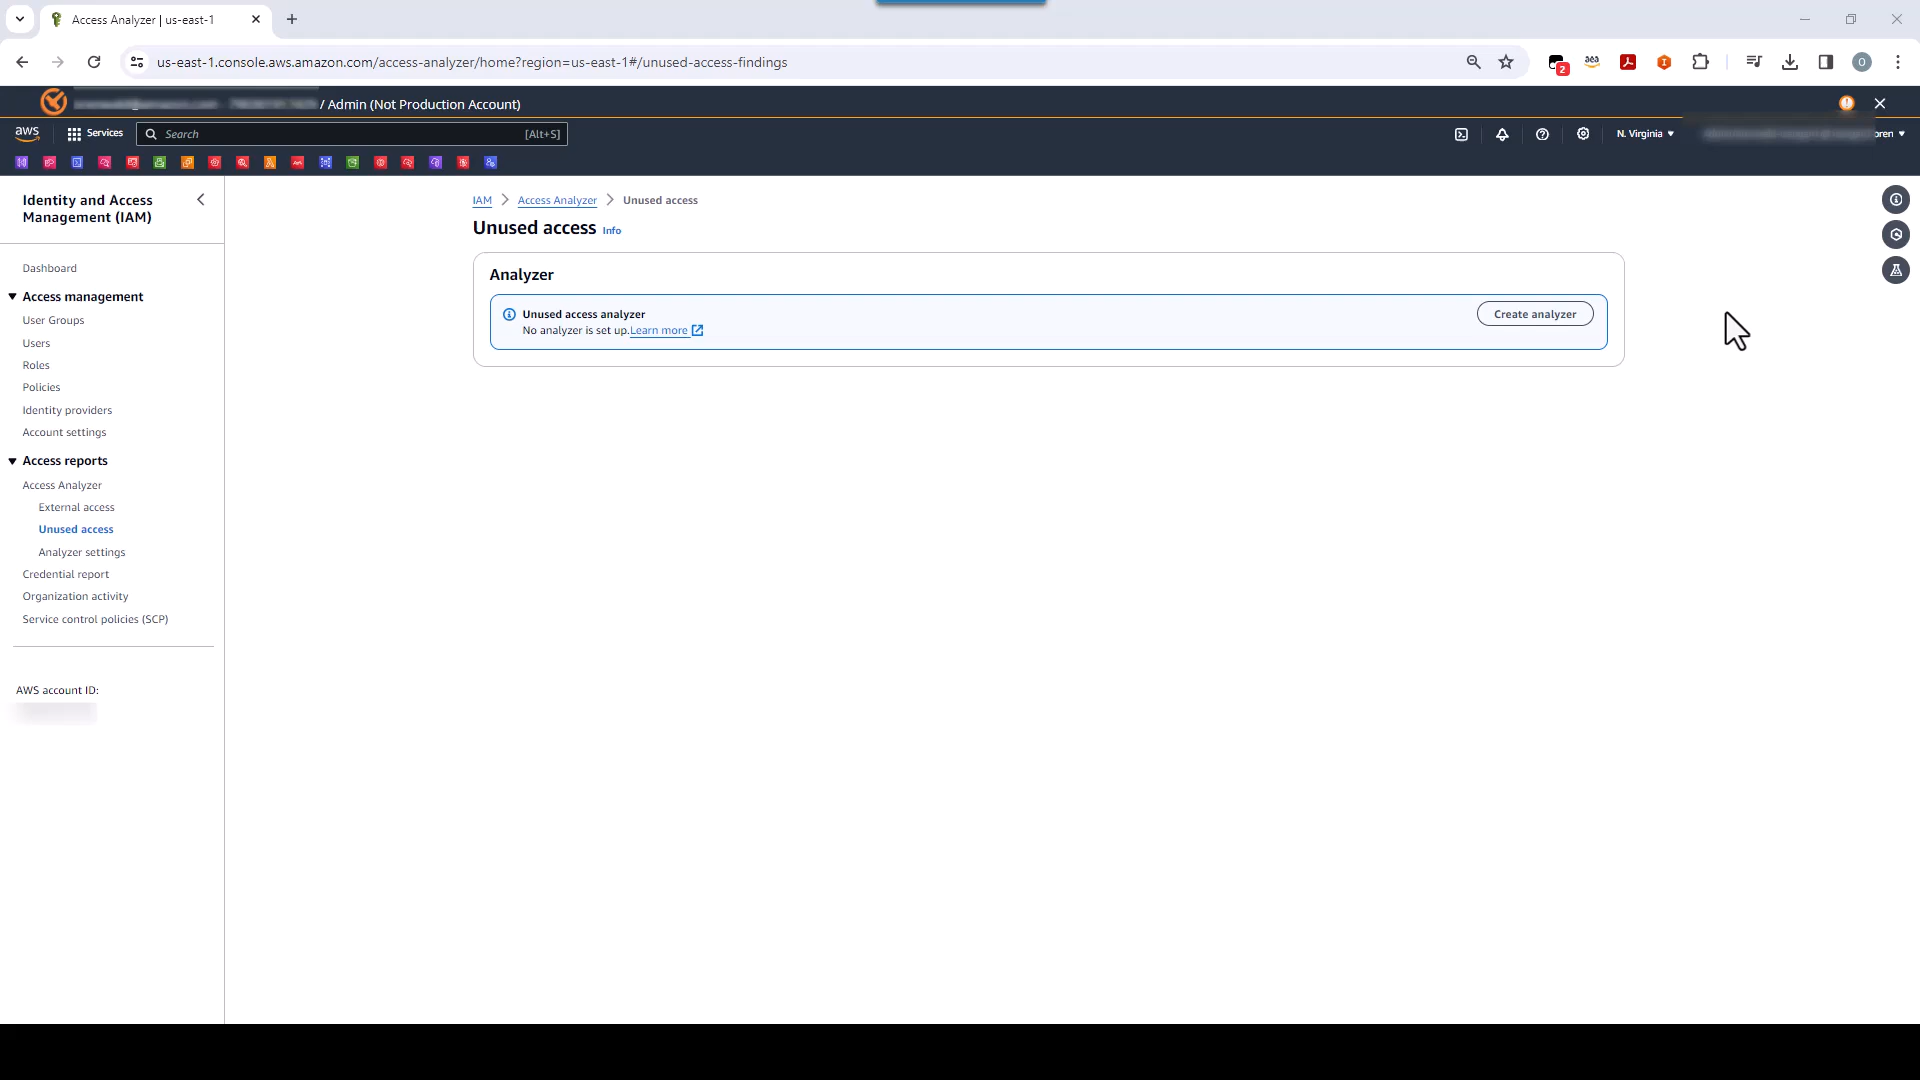 Access Analyzer | us-east-1
us-east-1.console.aws.amazon.com/access-analyzer/home?region=us-east-1#/unused-access-findings
aea
2
O
/ Admin (Not Production Account)
aws
Services
Search
[Alt+S]
N. Virginia
oren
Identity and Access
Management (IAM)
Dashboard
Access management
User Groups
Users
Roles
Policies
Identity providers
Account settings
Access reports
Access Analyzer
External access
Unused access
Analyzer settings
Credential report
Organization activity
Service control policies (SCP)
AWS account ID:
IAM > Access Analyzer > Unused access
Unused access Info
Analyzer
Unused access analyzer
No analyzer is set up.Learn more
Create analyzer